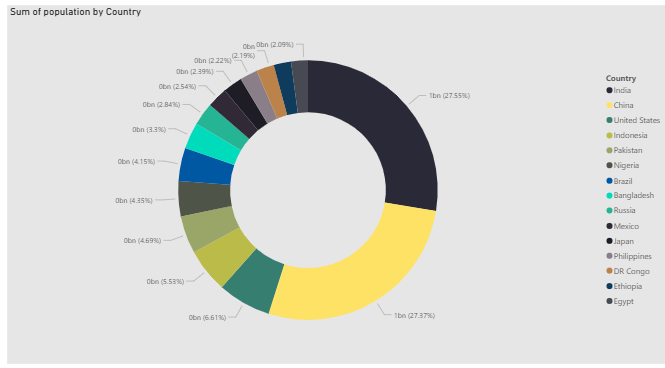 Sum of population by Country
0bn (2.09%)
0bn
(2.19%)
0bn (2.22%)
0bn (2.39%)
0bn (2.54%)
0bn (2.84%)
0bn (3.3%)
0bn (4.15%)
0bn (4.35%)
0bn (4.69%)
0bn (5.53%)
0bn (6.61%)
1bn (27.55%)
1bn (27.37%)
Country
India
China
United States
Indonesia
Pakistan
Nigeria
Brazil
Bangladesh
Russia
Mexico
Japan
Philippines
DR Congo
Ethiopia
Egypt